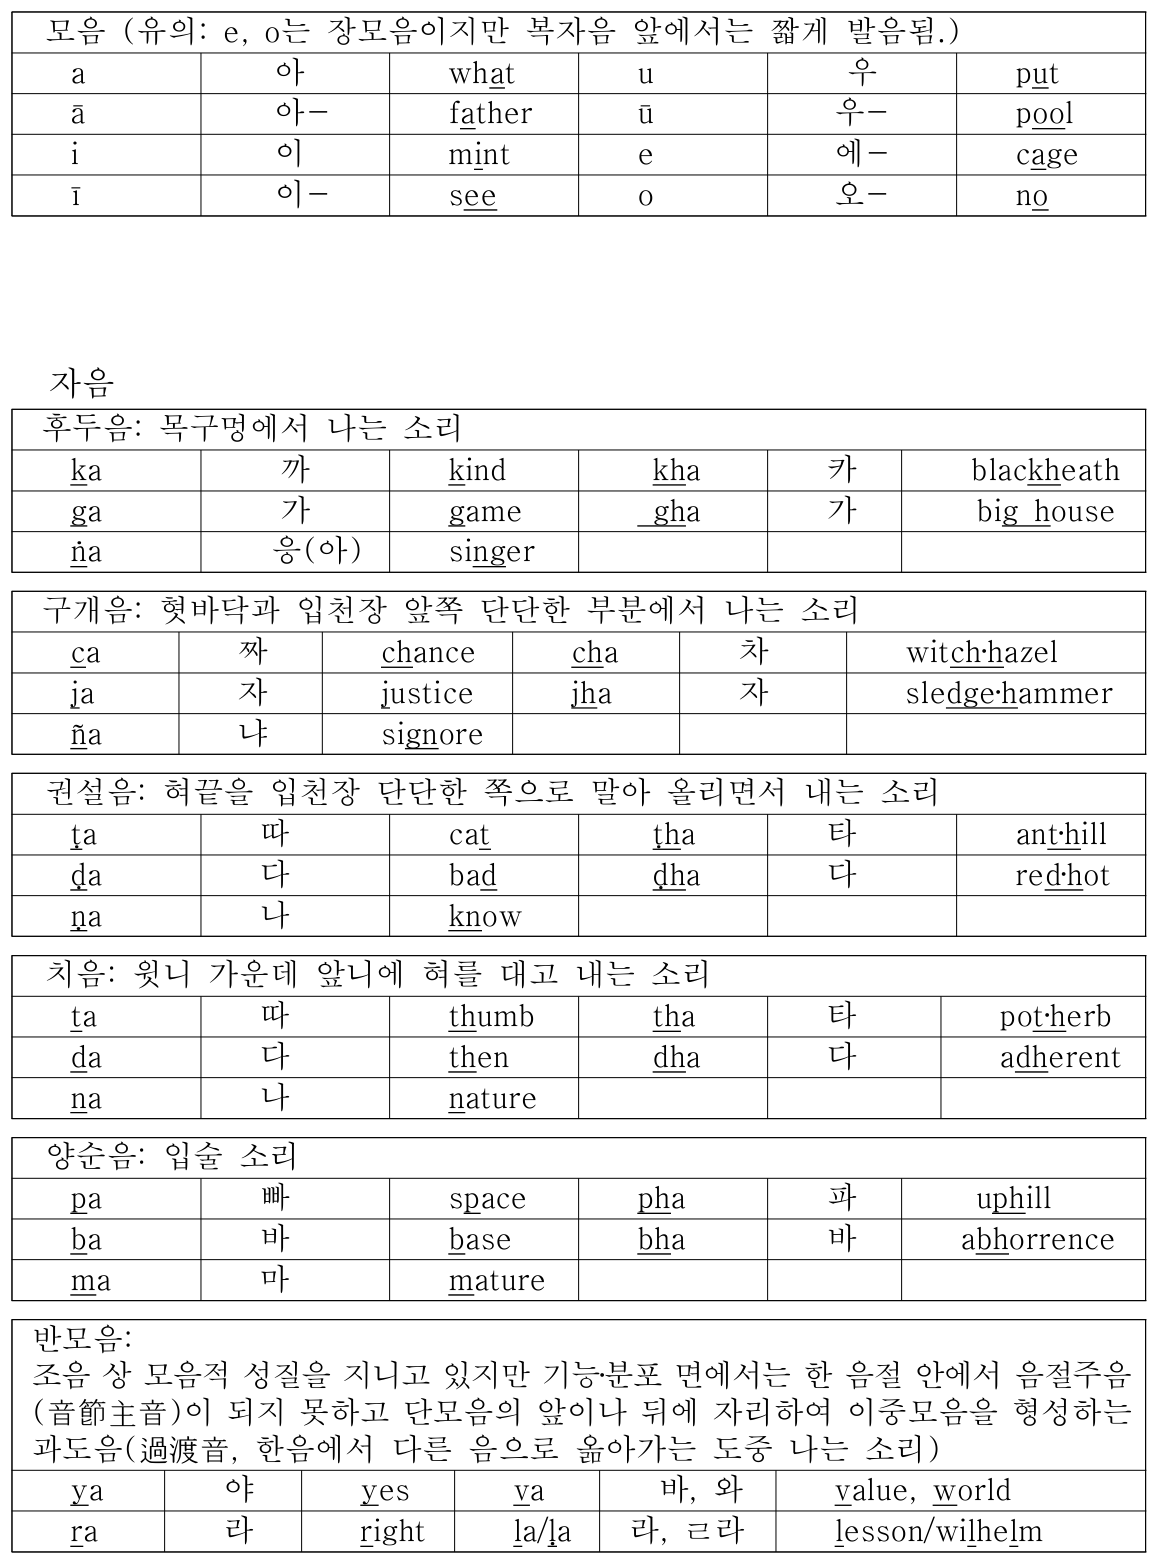 모음 (유의: e, o는 장모음이지만 복자음 앞에서는 짧게 발음됨.)
a 아 what u 우 put
ā 아- father ū 우- pool
i 이 mint e 에- cage
ī 이- see o 오- no
자음
후두음: 목구멍에서 나는 소리
ka 까 kind kha 카 blackheath
ga 가 game gha 가 big house
ṅa 응(아) singer
구개음: 혓바닥과 입천장 앞쪽 단단한 부분에서 나는 소리
ca 짜 chance cha 차 witch·hazel
ja 자 justice jha 자 sledge·hammer
ña 냐 signore
권설음: 혀끝을 입천장 단단한 쪽으로 말아 올리면서 내는 소리
ṭa 따 cat ṭha 타 ant·hill
ḍa 다 bad ḍha 다 red·hot
ṇa 나 know
치음: 윗니 가운데 앞니에 혀를 대고 내는 소리
ta 따 thumb tha 타 pot·herb
da 다 then dha 다 adherent
na 나 nature
양순음: 입술 소리
pa 빠 space pha 파 uphill
ba 바 base bha 바 abhorrence
ma 마 mature
반모음:
조음 상 모음적 성질을 지니고 있지만 기능·분포 면에서는 한 음절 안에서 음절주음
(音節主音)이 되지 못하고 단모음의 앞이나 뒤에 자리하여 이중모음을 형성하는
과도음(過渡音, 한음에서 다른 음으로 옮아가는 도중 나는 소리)
ya 야 yes va 바, 와 value, world
ra 라 right la/ḷa 라, ㄹ라 lesson/wilhelm